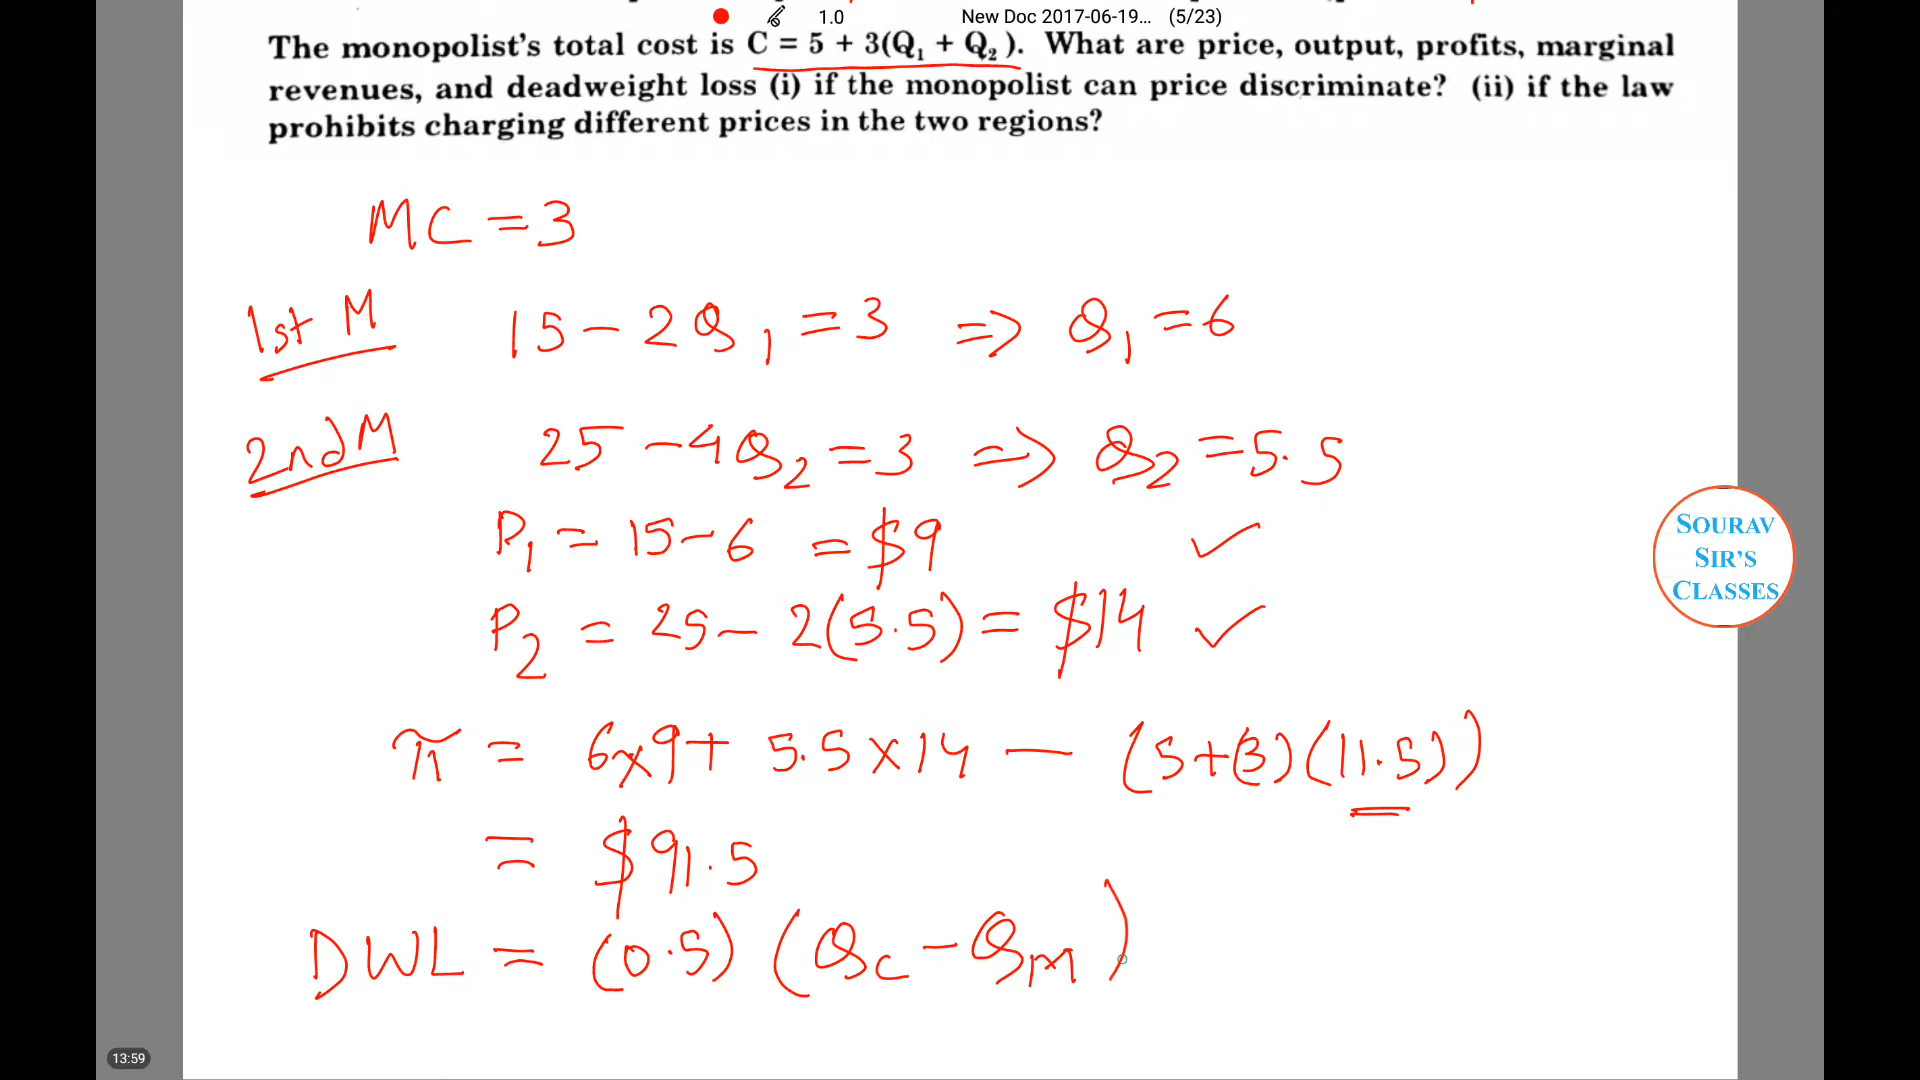 1.0 New Doc 2017-06-19... (5/23)
The monopolist's total cost is C = 5 + 3(Q₁ + Q₂ ). What are price, output, profits, marginal
revenues, and deadweight loss (i) if the monopolist can price discriminate? (ii) if the law
prohibits charging different prices in the two regions?
MC = 3
1st M 15 - 2Q₁ = 3 => Q₁ = 6
2nd M 25 - 4Q₂ = 3 => Q₂ = 5.5
P₁ = 15 - 6 = $9 ✓
P₂ = 25 - 2(5.5) = $14 ✓
SOURAV
SIR'S
CLASSES
π = 6x9 + 5.5 x 14 - (5+(3)(11.5))
= $91.5
DWL = (0.5) (Qc - QM)
13:59